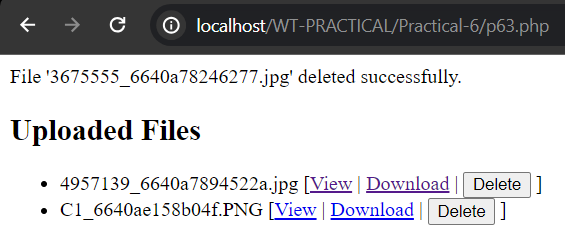 localhost/WT-PRACTICAL/Practical-6/p63.php
File '3675555_6640a78246277.jpg' deleted successfully.
Uploaded Files
4957139_6640a7894522a.jpg [View | Download | Delete ]
C1_6640ae158b04f.PNG [View | Download | Delete ]